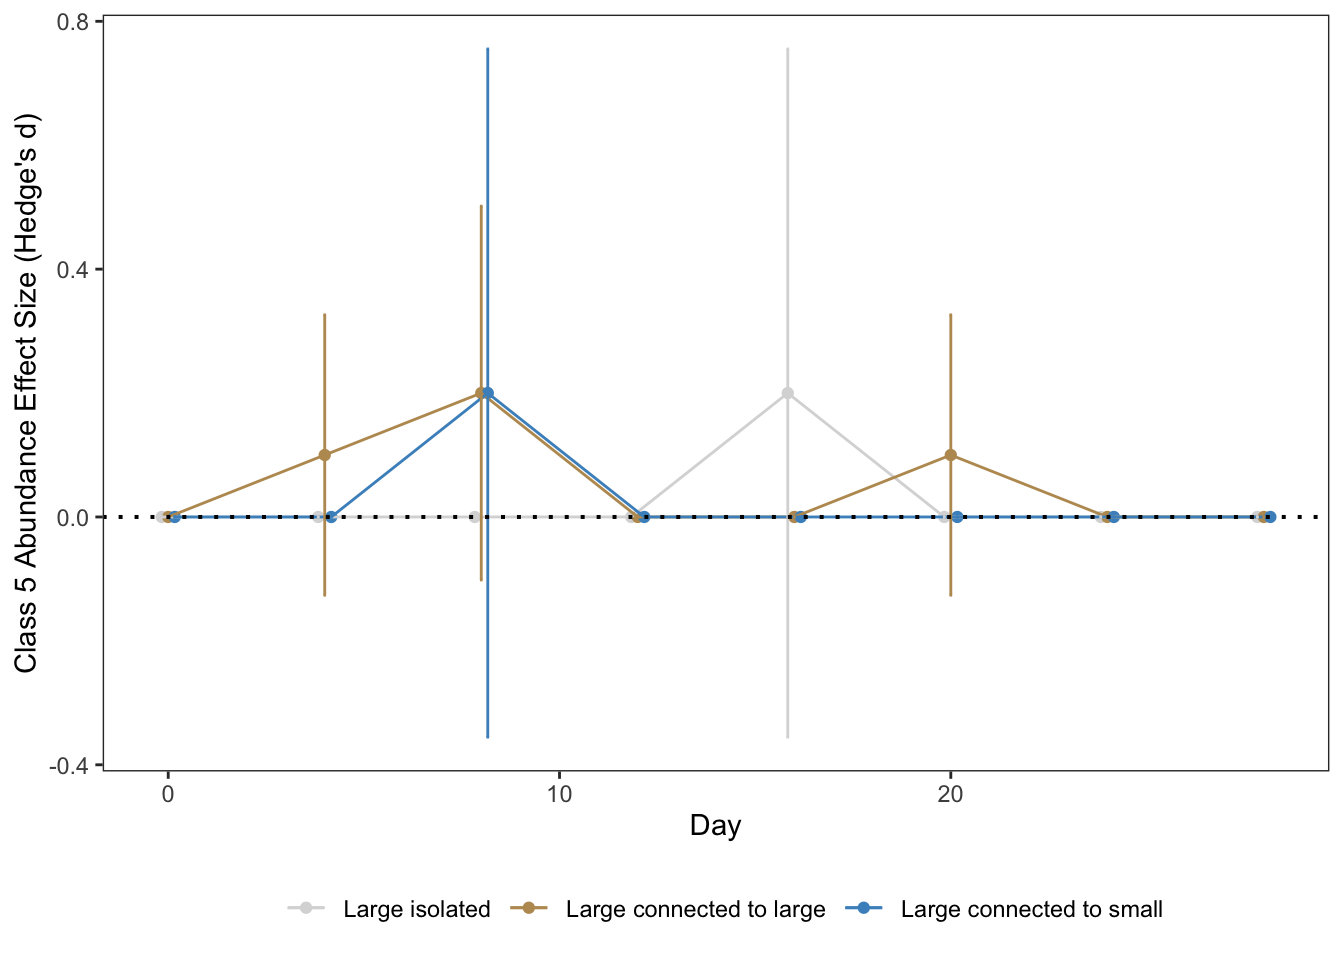 0.8
0.4
0.0
-0.4
Class 5 Abundance Effect Size (Hedge's d)
0 10 20
Day
Large isolated Large connected to large Large connected to small